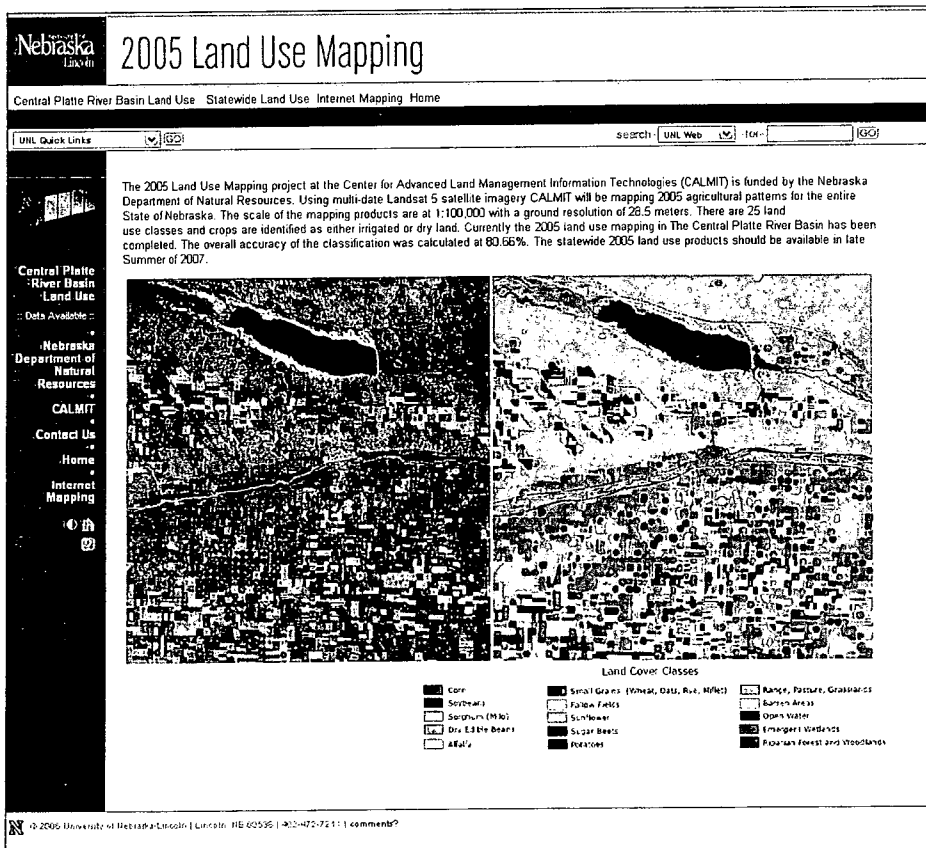 Nebraska
Lincoln
2005 Land Use Mapping
Central Platte River Basin Land Use Statewide Land Use Internet Mapping Home
UNL Quick Links GO
search - UNL Web -for- GO
The 2005 Land Use Mapping project at the Center for Advanced Land Management Information Technologies (CALMIT) is funded by the Nebraska
Department of Natural Resources. Using multi-date Landsat 5 satellite imagery CALMIT will be mapping 2005 agricultural patterns for the entire
State of Nebraska. The scale of the mapping products are at 1:100,000 with a ground resolution of 28.5 meters. There are 25 land
use classes and crops are identified as either irrigated or dry land. Currently the 2005 land use mapping in The Central Platte River Basin has been
completed. The overall accuracy of the classification was calculated at 80.66%. The statewide 2005 land use products should be available in late
Summer of 2007.
Central Platte
River Basin
Land Use
:: Data Available ::
Nebraska
Department of
Natural
Resources
CALMIT
Contact Us
Home
Internet
Mapping
Land Cover Classes
Corn
Soybeans
Sorghum (Milo)
Dry Edible Beans
Alfalfa
Small Grains (Wheat, Oats, Rye, Millet)
Fallow Fields
Sunflower
Sugar Beets
Potatoes
Range, Pasture, Grasslands
Barren Areas
Open Water
Emergent Wetlands
Riparian Forest and Woodlands
N © 2006 University of Nebraska-Lincoln | Lincoln, NE | comments?